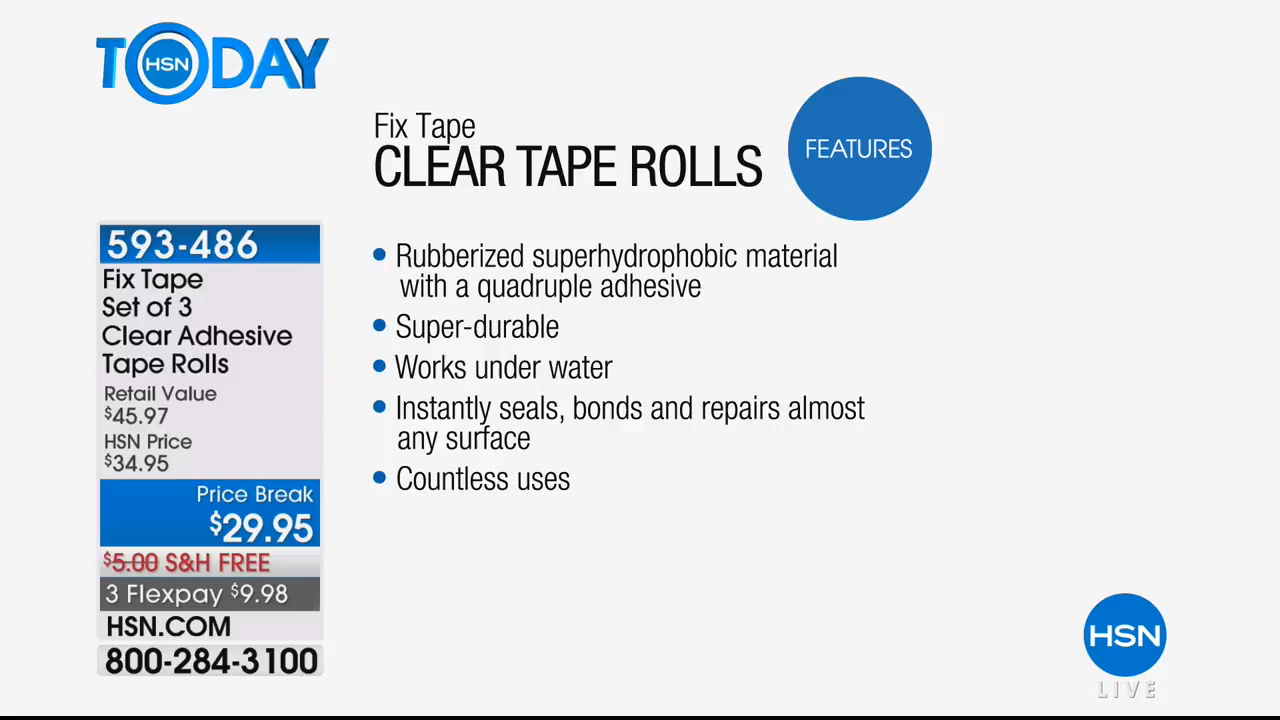 TODAY
HSN
Fix Tape
CLEAR TAPE ROLLS
FEATURES
593-486
Fix Tape
Set of 3
Clear Adhesive
Tape Rolls
Retail Value
$45.97
HSN Price
$34.95
Price Break
$29.95
$5.00 S&H FREE
3 Flexpay $9.98
HSN.COM
800-284-3100
• Rubberized superhydrophobic material
with a quadruple adhesive
• Super-durable
• Works under water
• Instantly seals, bonds and repairs almost
any surface
• Countless uses
HSN
LIVE